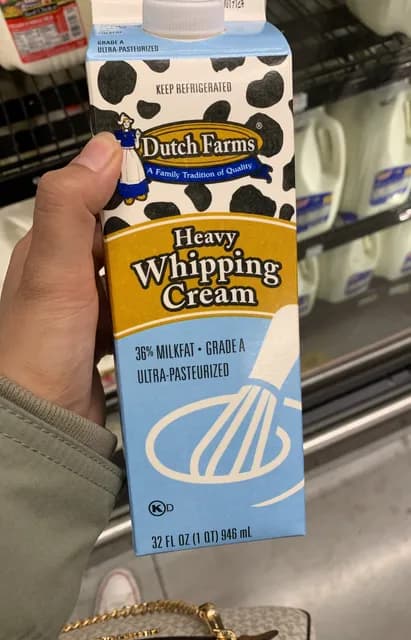 GRADE A
ULTRA-PASTEURIZED
KEEP REFRIGERATED
Dutch Farms®
A Family Tradition of Quality
Heavy
Whipping
Cream
36% MILKFAT • GRADE A
ULTRA-PASTEURIZED
K D
32 FL OZ (1 QT) 946 mL